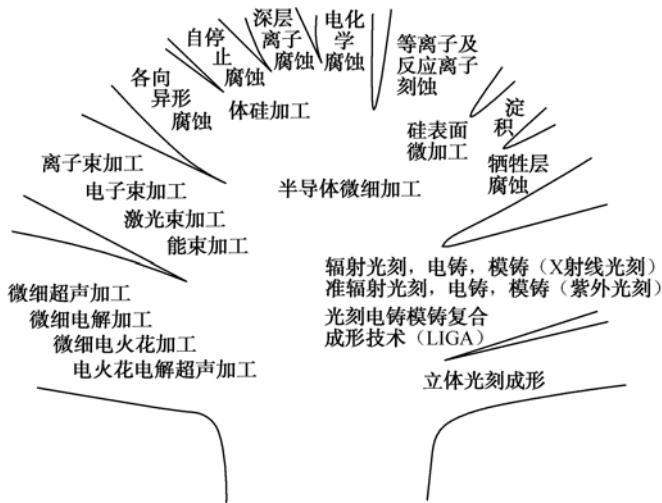 各向
异形
腐蚀
自停
止
腐蚀
深层
离子
腐蚀
电化
学
腐蚀
等离子及
反应离子
刻蚀
体硅加工
硅表面
微加工
淀
积
牺牲层
腐蚀
离子束加工
电子束加工
激光束加工
能束加工
半导体微细加工
微细超声加工
微细电解加工
微细电火花加工
电火花电解超声加工
辐射光刻，电铸，模铸（X射线光刻）
准辐射光刻，电铸，模铸（紫外光刻）
光刻电铸模铸复合
成形技术（LIGA）
立体光刻成形